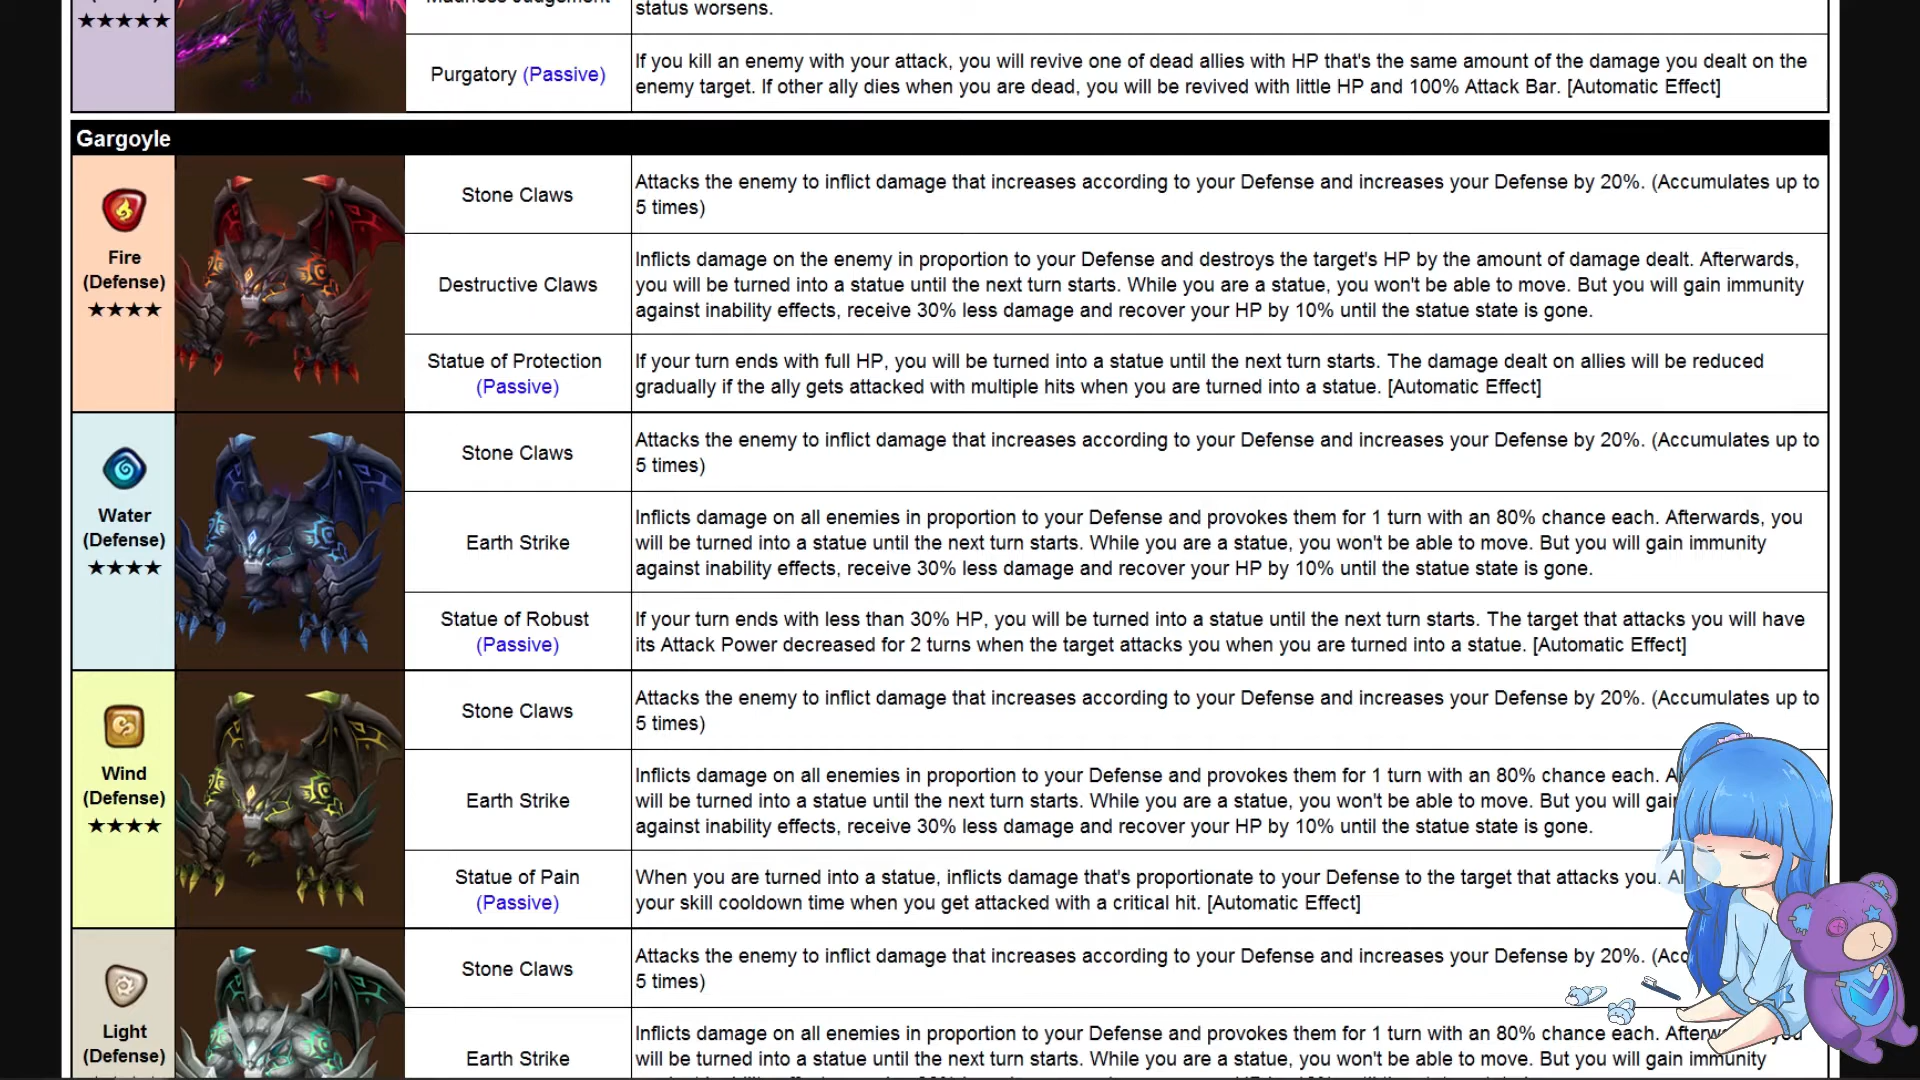 ★★★★★
status worsens.
Purgatory (Passive)
If you kill an enemy with your attack, you will revive one of dead allies with HP that's the same amount of the damage you dealt on the
enemy target. If other ally dies when you are dead, you will be revived with little HP and 100% Attack Bar. [Automatic Effect]
Gargoyle
Fire
(Defense)
★★★★
Stone Claws
Attacks the enemy to inflict damage that increases according to your Defense and increases your Defense by 20%. (Accumulates up to
5 times)
Destructive Claws
Inflicts damage on the enemy in proportion to your Defense and destroys the target's HP by the amount of damage dealt. Afterwards,
you will be turned into a statue until the next turn starts. While you are a statue, you won't be able to move. But you will gain immunity
against inability effects, receive 30% less damage and recover your HP by 10% until the statue state is gone.
Statue of Protection
(Passive)
If your turn ends with full HP, you will be turned into a statue until the next turn starts. The damage dealt on allies will be reduced
gradually if the ally gets attacked with multiple hits when you are turned into a statue. [Automatic Effect]
Water
(Defense)
★★★★
Stone Claws
Attacks the enemy to inflict damage that increases according to your Defense and increases your Defense by 20%. (Accumulates up to
5 times)
Earth Strike
Inflicts damage on all enemies in proportion to your Defense and provokes them for 1 turn with an 80% chance each. Afterwards, you
will be turned into a statue until the next turn starts. While you are a statue, you won't be able to move. But you will gain immunity
against inability effects, receive 30% less damage and recover your HP by 10% until the statue state is gone.
Statue of Robust
(Passive)
If your turn ends with less than 30% HP, you will be turned into a statue until the next turn starts. The target that attacks you will have
its Attack Power decreased for 2 turns when the target attacks you when you are turned into a statue. [Automatic Effect]
Wind
(Defense)
★★★★
Stone Claws
Attacks the enemy to inflict damage that increases according to your Defense and increases your Defense by 20%. (Accumulates up to
5 times)
Earth Strike
Inflicts damage on all enemies in proportion to your Defense and provokes them for 1 turn with an 80% chance each.
will be turned into a statue until the next turn starts. While you are a statue, you won't be able to move. But you will gain
against inability effects, receive 30% less damage and recover your HP by 10% until the statue state is gone.
Statue of Pain
(Passive)
When you are turned into a statue, inflicts damage that's proportionate to your Defense to the target that attacks you.
your skill cooldown time when you get attacked with a critical hit. [Automatic Effect]
Light
(Defense)
Stone Claws
Attacks the enemy to inflict damage that increases according to your Defense and increases your Defense by 20%.
5 times)
Earth Strike
Inflicts damage on all enemies in proportion to your Defense and provokes them for 1 turn with an 80% chance each.
will be turned into a statue until the next turn starts. While you are a statue, you won't be able to move. But you will gain immunity